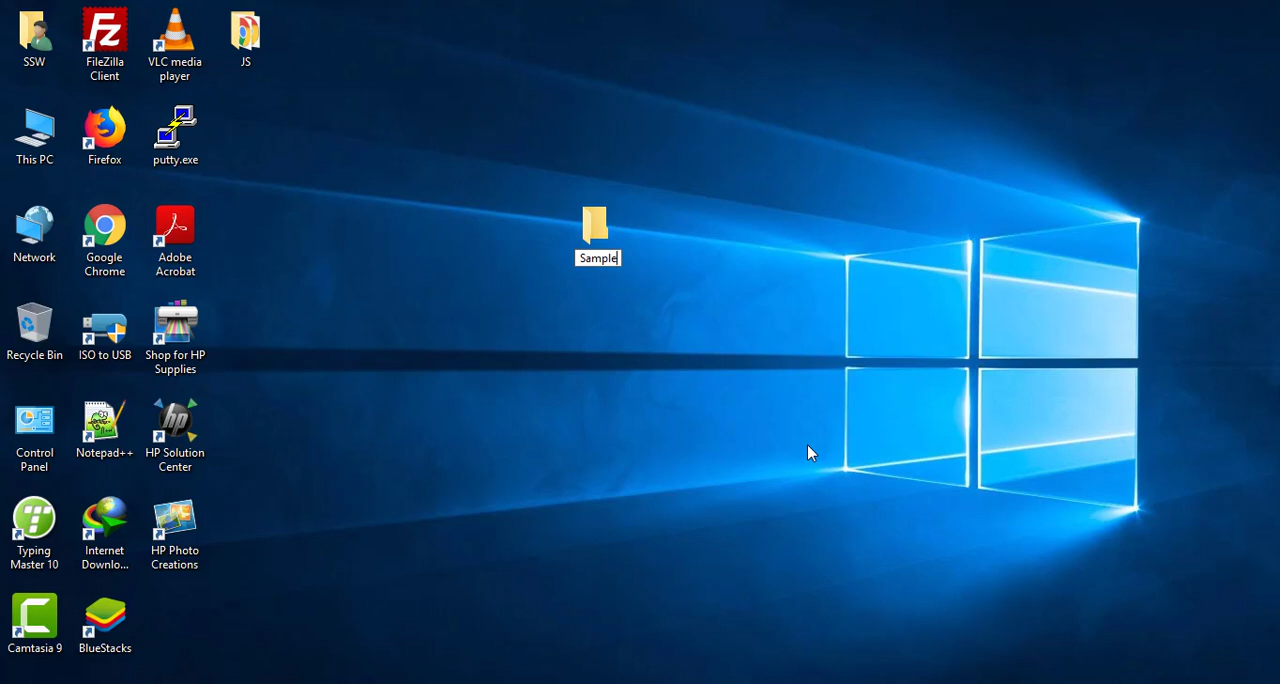 SSW
FileZilla
Client
VLC media
player
JS
This PC
Firefox
putty.exe
Network
Google
Chrome
Adobe
Acrobat
Sample
Recycle Bin
ISO to USB
Shop for HP
Supplies
Control
Panel
Notepad++
HP Solution
Center
Typing
Master 10
Internet
Downlo...
HP Photo
Creations
Camtasia 9
BlueStacks